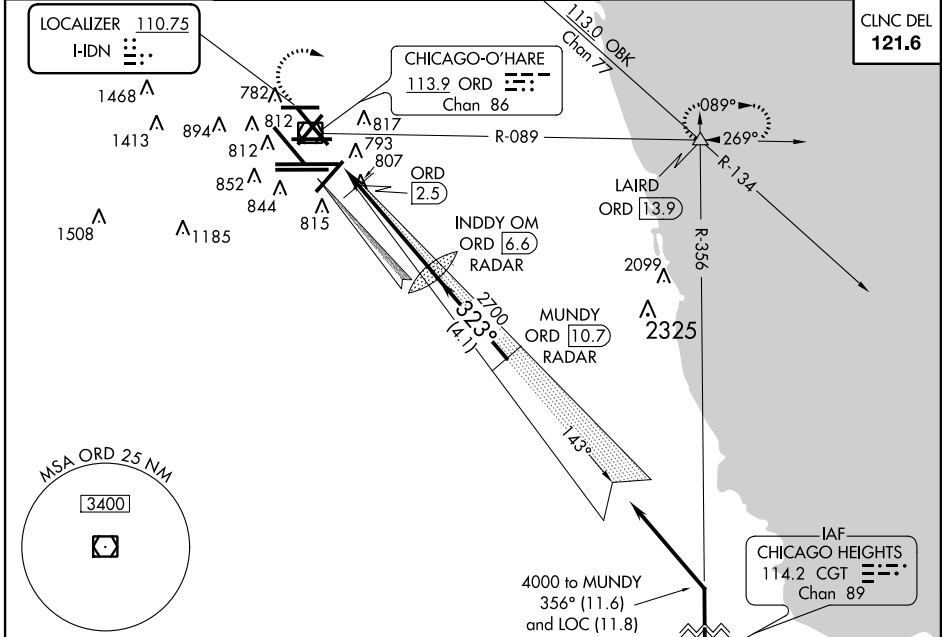 LOCALIZER 110.75
I-IDN
113.0 OBK
Chan 77
CLNC DEL
121.6
CHICAGO-O'HARE
113.9 ORD
Chan 86
1468
782
1413
894
812
817
812
793
807
852
844
815
1508
1185
R-089
089°
269°
R-134
LAIRD
ORD 13.9
R-356
ORD
2.5
INDDY OM
ORD 6.6
RADAR
2099
2325
2700
323°
(4.1)
MUNDY
ORD 10.7
RADAR
143°
MSA ORD 25 NM
3400
4000 to MUNDY
356° (11.6)
and LOC (11.8)
IAF
CHICAGO HEIGHTS
114.2 CGT
Chan 89